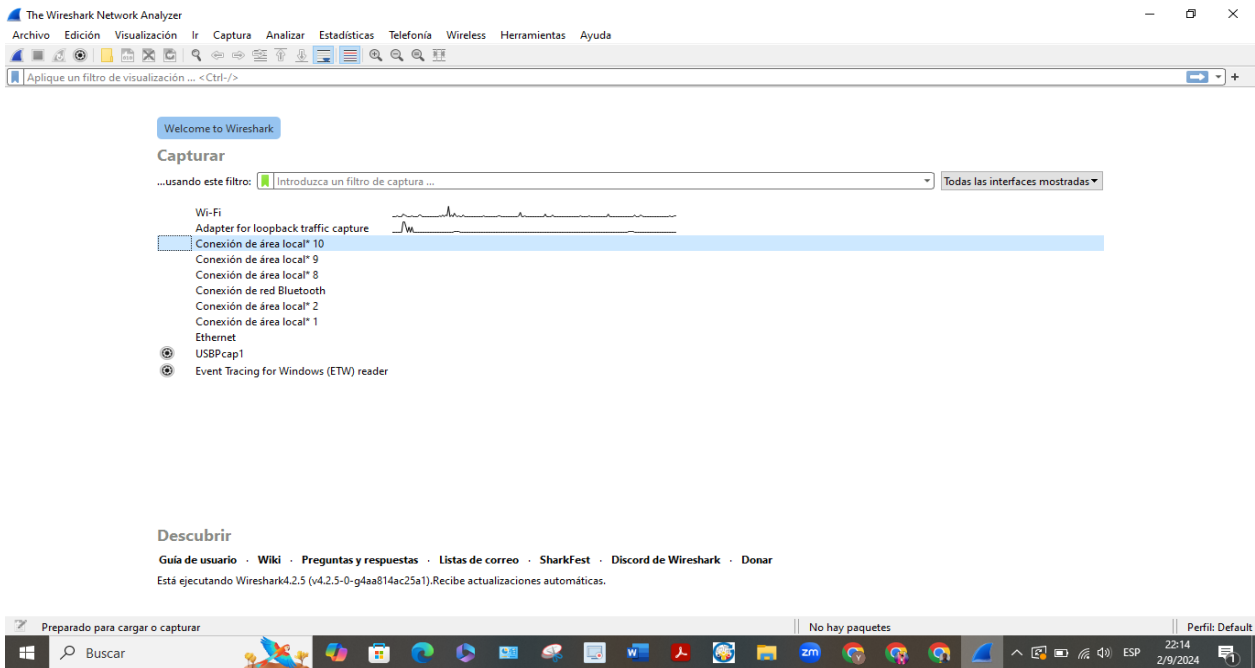 The Wireshark Network Analyzer
Archivo Edición Visualización Ir Captura Analizar Estadísticas Telefonía Wireless Herramientas Ayuda
Aplique un filtro de visualización ... <Ctrl-/>
Welcome to Wireshark
Capturar
...usando este filtro: Introduzca un filtro de captura ... Todas las interfaces mostradas
Wi-Fi
Adapter for loopback traffic capture
Conexión de área local* 10
Conexión de área local* 9
Conexión de área local* 8
Conexión de red Bluetooth
Conexión de área local* 2
Conexión de área local* 1
Ethernet
USBPcap1
Event Tracing for Windows (ETW) reader
Descubrir
Guía de usuario · Wiki · Preguntas y respuestas · Listas de correo · SharkFest · Discord de Wireshark · Donar
Está ejecutando Wireshark4.2.5 (v4.2.5-0-g4aa814ac25a1).Recibe actualizaciones automáticas.
Preparado para cargar o capturar No hay paquetes Perfil: Default
Buscar zm ESP 22:14
2/9/2024